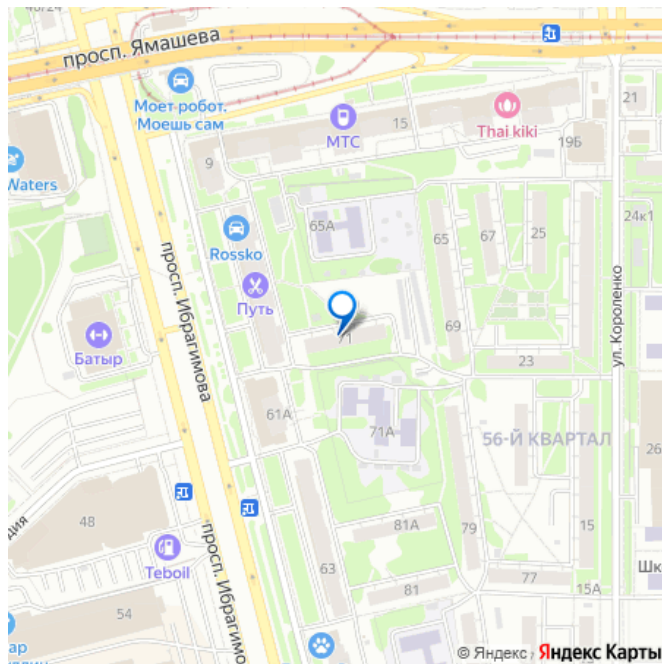 просп. Ямашева
Моет робот.
Моешь сам
15
МТС
Thai kiki
21
19Б
9
Waters
24к1
65А
65
67
25
Rossko
просп. Ибрагимова
Путь
ул. Короленко
69
71
Батыр
23
61А
71А
56-Й КВАРТАЛ
26
48
81А
79
15
Teboil
просп. Ибрагимова
63
Шк
77
81
15А
54
© Яндекс Яндекс Карты